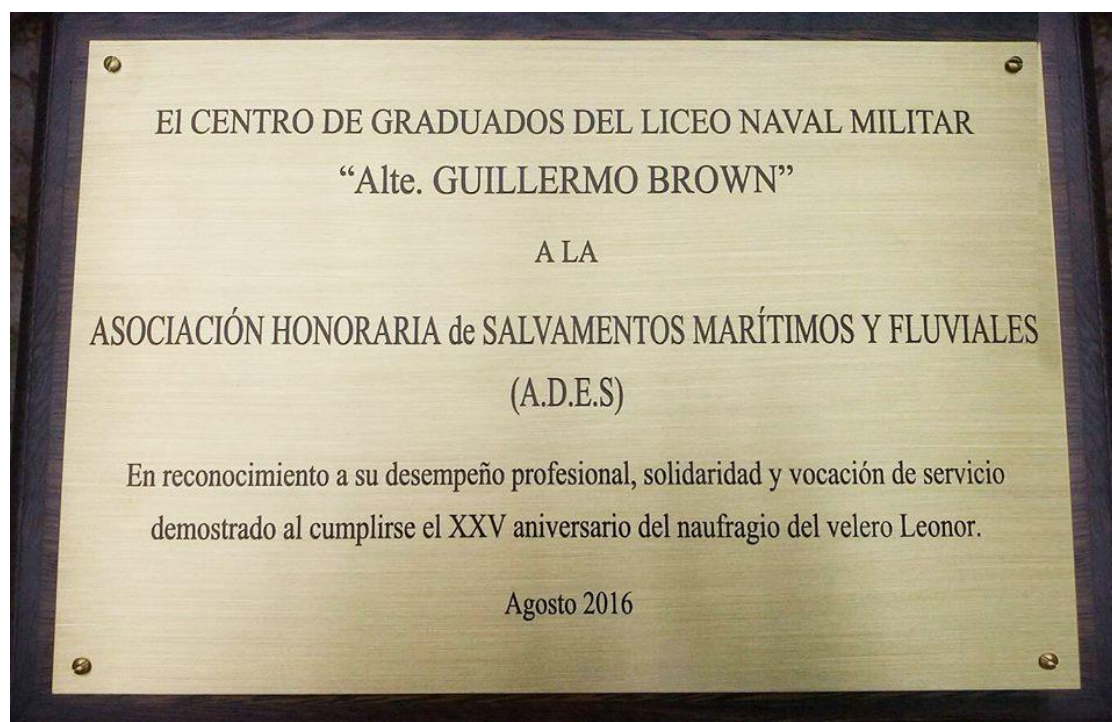 El CENTRO DE GRADUADOS DEL LICEO NAVAL MILITAR
“Alte. GUILLERMO BROWN”
A LA
ASOCIACIÓN HONORARIA de SALVAMENTOS MARÍTIMOS Y FLUVIALES
(A.D.E.S)
En reconocimiento a su desempeño profesional, solidaridad y vocación de servicio
demostrado al cumplirse el XXV aniversario del naufragio del velero Leonor.
Agosto 2016